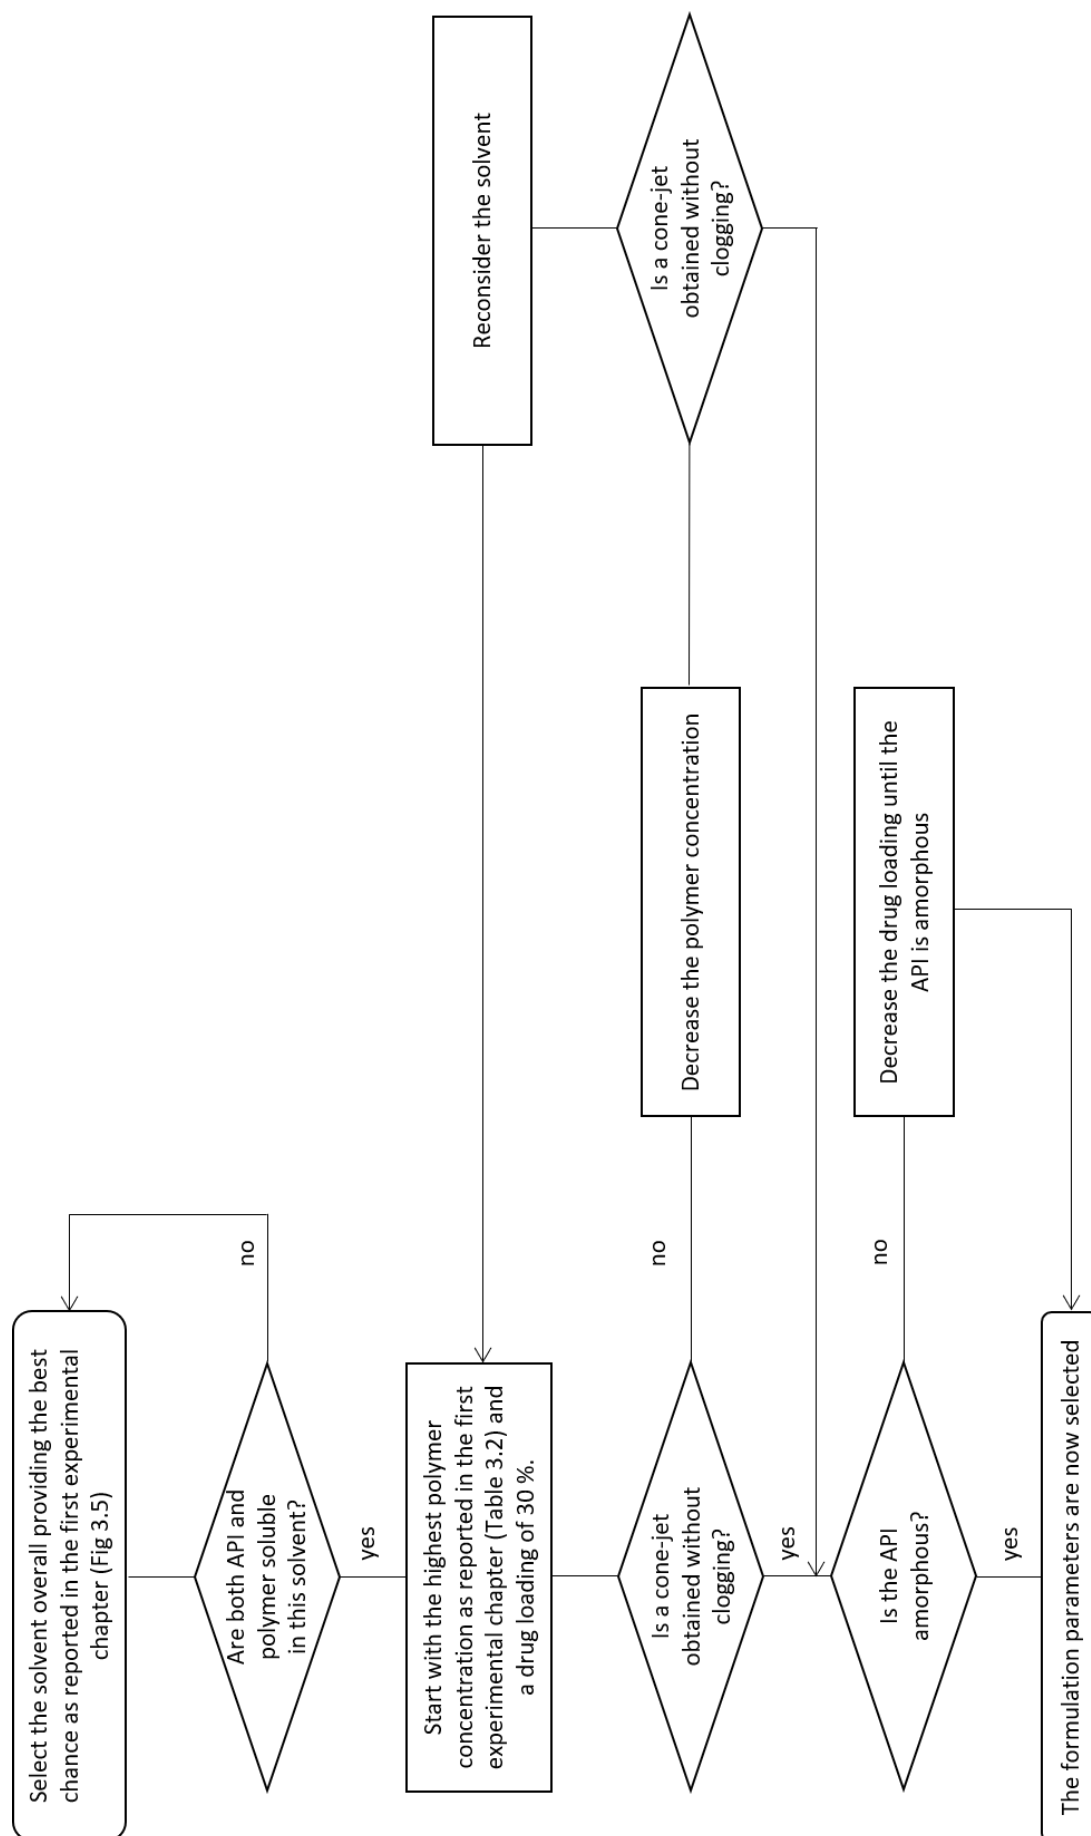 Select the solvent overall providing the best
chance as reported in the first experimental
chapter (Fig 3.5)
no
Are both API and
polymer soluble
in this solvent?
yes
Start with the highest polymer
concentration as reported in the first
experimental chapter (Table 3.2) and
a drug loading of 30 %.
Reconsider the solvent
Is a cone-jet
obtained without
clogging?
no
Decrease the polymer concentration
Is a cone-jet
obtained without
clogging?
yes
Is the API
amorphous?
no
Decrease the drug loading until the
API is amorphous
yes
The formulation parameters are now selected